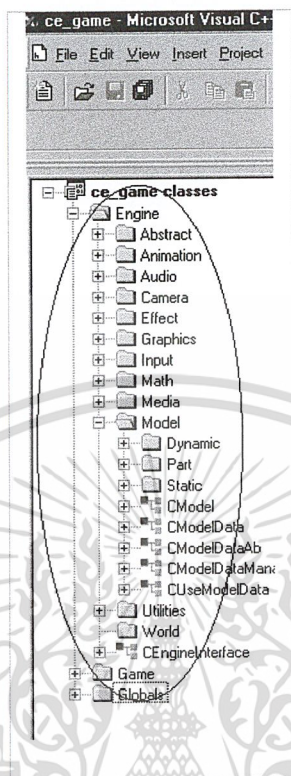 ce_game - Microsoft Visual C+
File Edit View Insert Project
ce_game classes
Engine
Abstract
Animation
Audio
Camera
Effect
Graphics
Input
Math
Media
Model
Dynamic
Part
Static
CModel
CModelData
CModelDataAb
CModelDataMana
CUseModelData
Utilities
World
CEngineInterface
Game
Globals